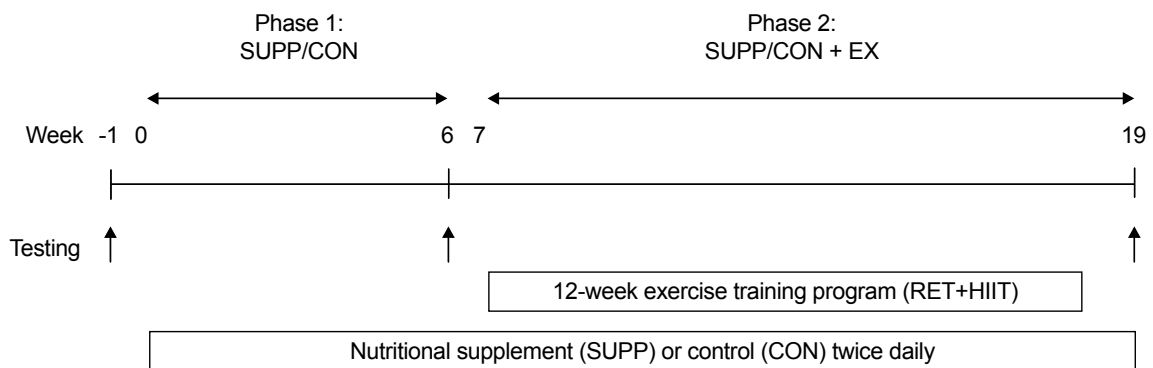 Phase 1:
SUPP/CON
Phase 2:
SUPP/CON + EX
Week -1 0 6 7 19
Testing
12-week exercise training program (RET+HIIT)
Nutritional supplement (SUPP) or control (CON) twice daily